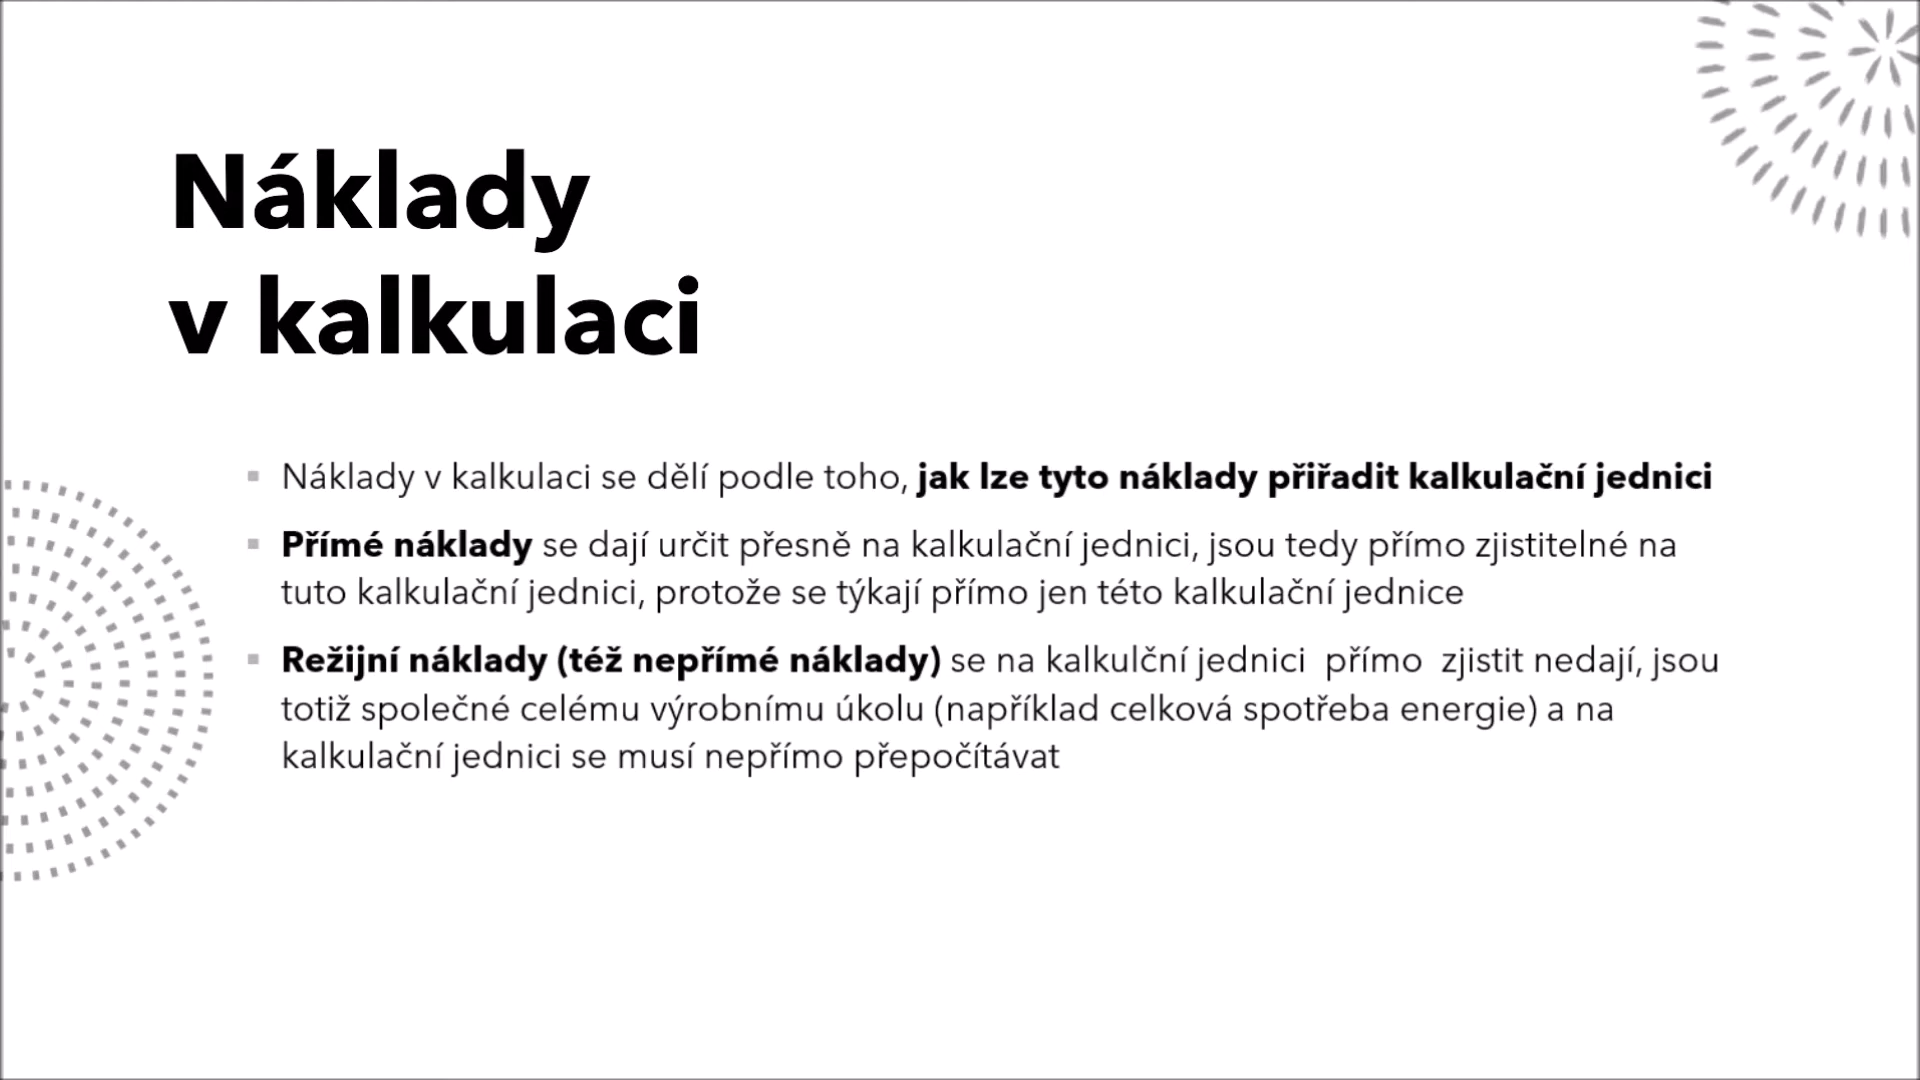 Náklady
v kalkulaci
Náklady v kalkulaci se dělí podle toho, jak lze tyto náklady přiřadit kalkulační jednici
Přímé náklady se dají určit přesně na kalkulační jednici, jsou tedy přímo zjistitelné na
tuto kalkulační jednici, protože se týkají přímo jen této kalkulační jednice
Režijní náklady (též nepřímé náklady) se na kalkulční jednici přímo zjistit nedají, jsou
totiž společné celému výrobnímu úkolu (například celková spotřeba energie) a na
kalkulační jednici se musí nepřímo přepočítávat